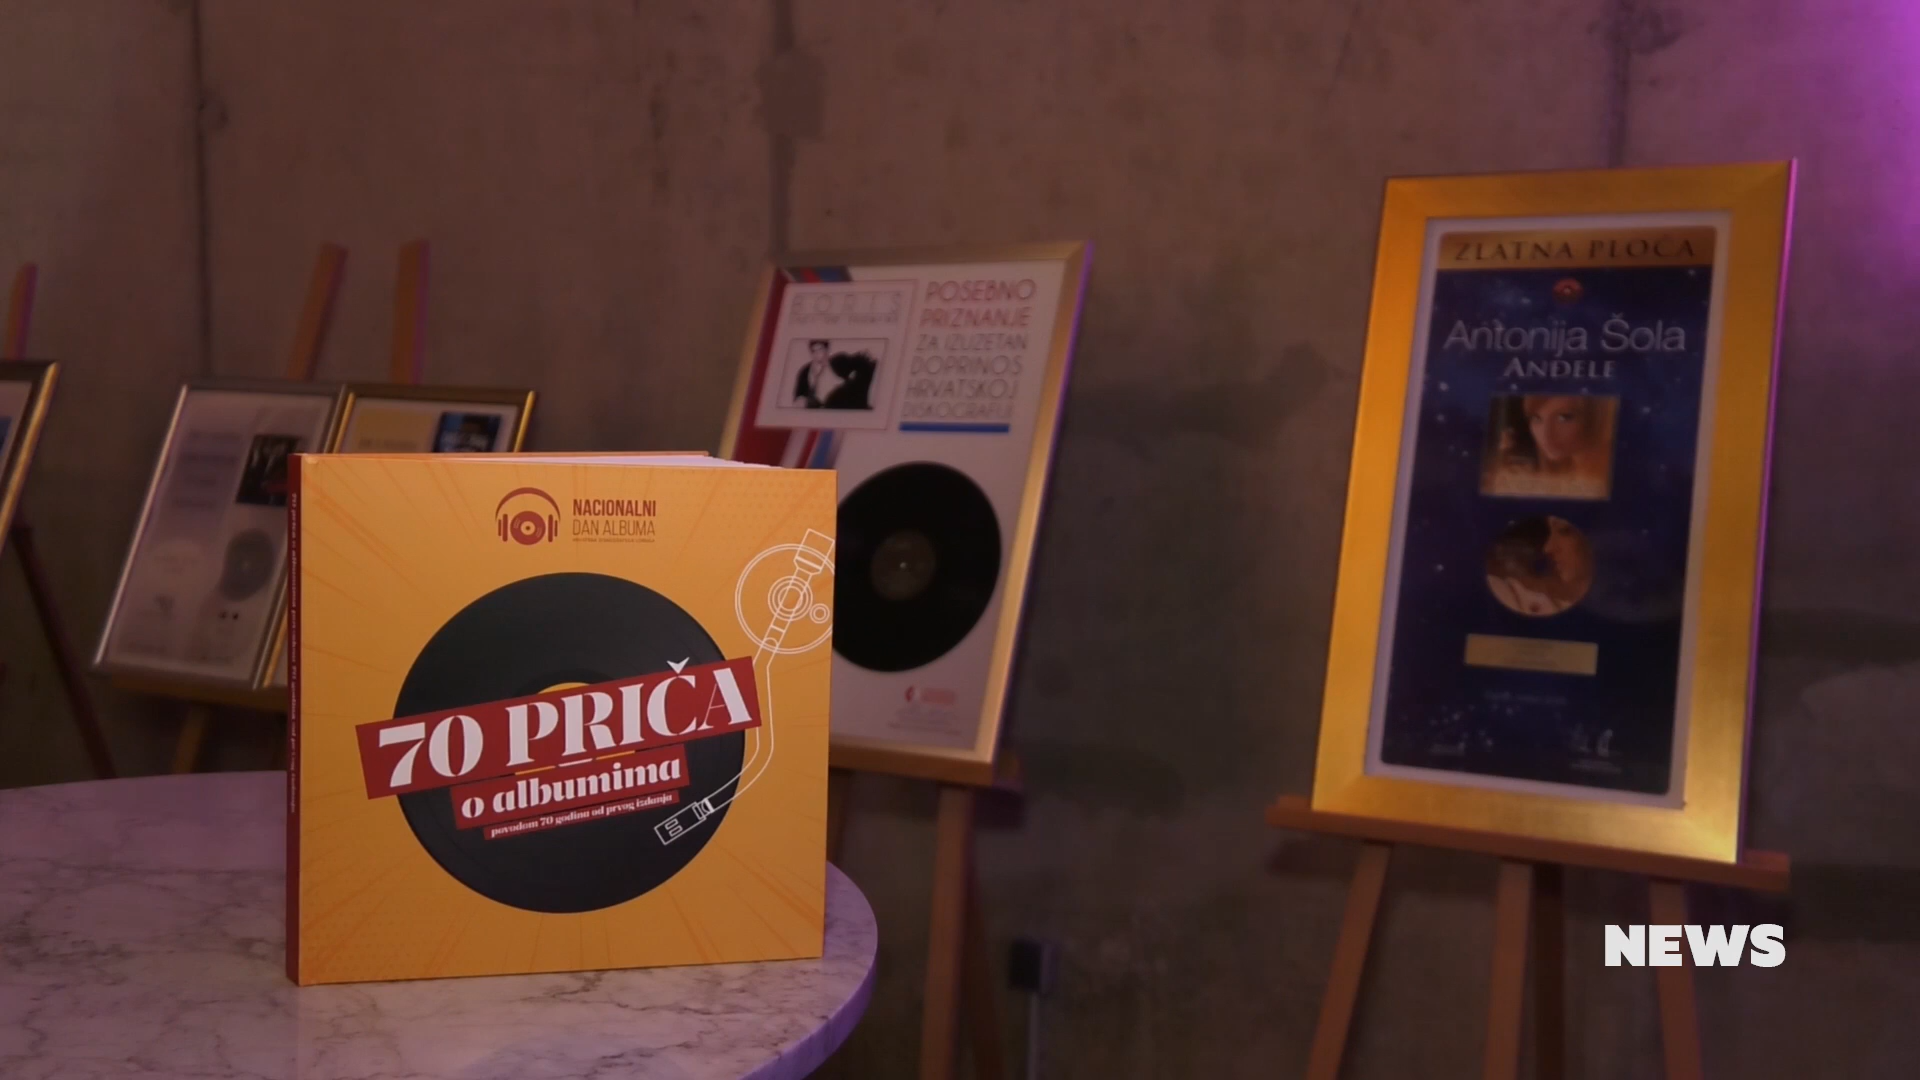 NACIONALNI
DAN ALBUMA
70 PRIČA
o albumima
povodom 70 godina od prvog izdanja
BORIS
POSEBNO
PRIZNANJE
ZA IZUZETAN
DOPRINOS
HRVATSKOJ
DISKOGRAFIJI
ZLATNA PLOČA
Antonija Šola
ANĐELE
NEWS